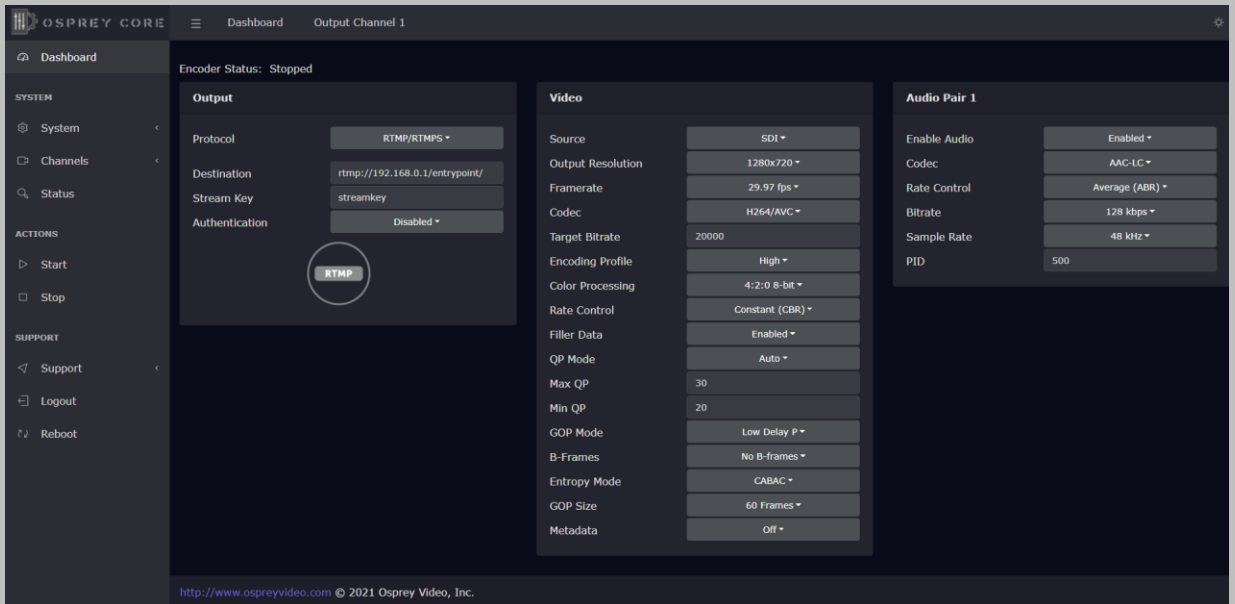 OSPREY CORE
Dashboard Output Channel 1
Dashboard
SYSTEM
System
Channels
Status
ACTIONS
Start
Stop
SUPPORT
Support
Logout
Reboot
Encoder Status: Stopped
Output
Protocol RTMP/RTMPS
Destination rtmp://192.168.0.1/entrypoint/
Stream Key streamkey
Authentication Disabled
RTMP
Video
Source SDI
Output Resolution 1280x720
Framerate 29.97 fps
Codec H264/AVC
Target Bitrate 20000
Encoding Profile High
Color Processing 4:2:0 8-bit
Rate Control Constant (CBR)
Filler Data Enabled
QP Mode Auto
Max QP 30
Min QP 20
GOP Mode Low Delay P
B-Frames No B-frames
Entropy Mode CABAC
GOP Size 60 Frames
Metadata Off
Audio Pair 1
Enable Audio Enabled
Codec AAC-LC
Rate Control Average (ABR)
Bitrate 128 kbps
Sample Rate 48 kHz
PID 500
http://www.ospreyvideo.com © 2021 Osprey Video, Inc.